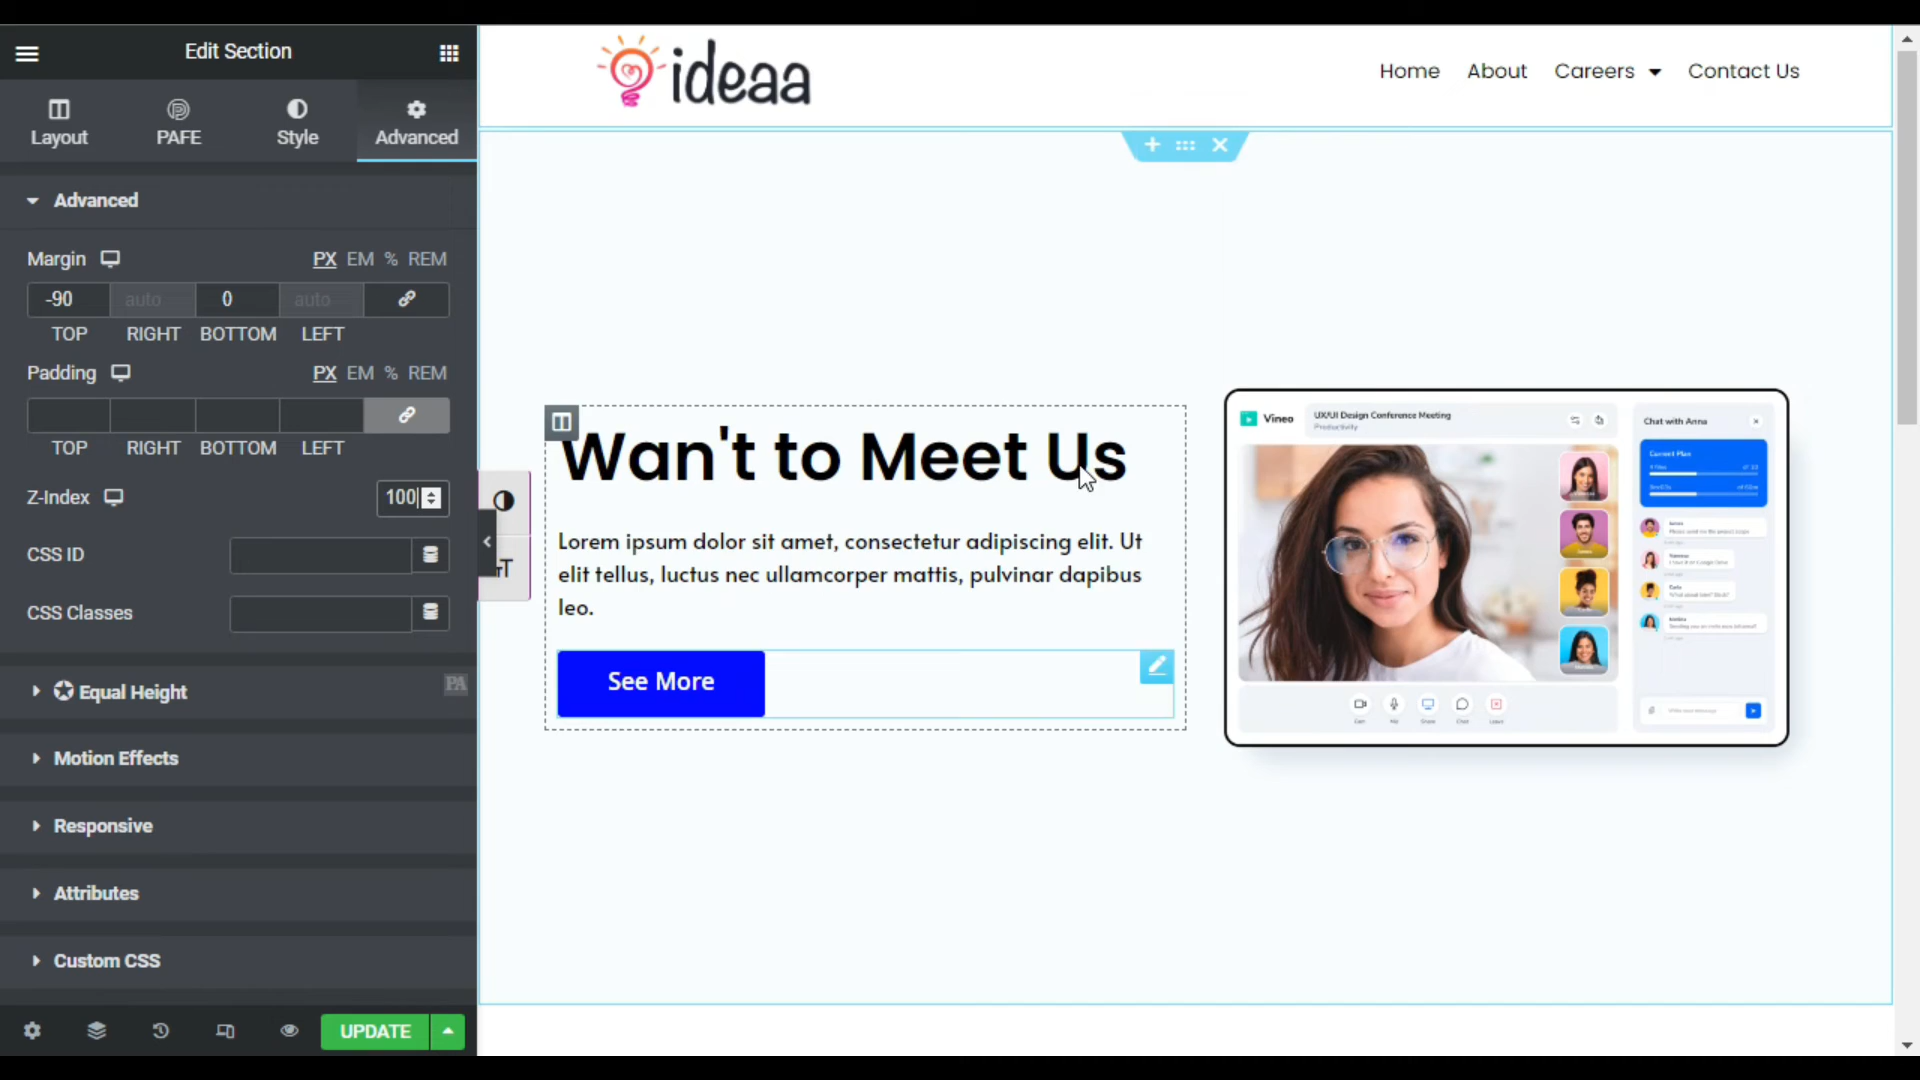 Edit Section
Layout
PAFE
Style
Advanced
Advanced
Margin
PX EM % REM
-90 auto 0 auto
TOP RIGHT BOTTOM LEFT
Padding
PX EM % REM
TOP RIGHT BOTTOM LEFT
Z-Index
100
CSS ID
CSS Classes
Equal Height
PA
Motion Effects
Responsive
Attributes
Custom CSS
UPDATE
ideaa
Home About Careers Contact Us
Wan't to Meet Us
Lorem ipsum dolor sit amet, consectetur adipiscing elit. Ut
elit tellus, luctus nec ullamcorper mattis, pulvinar dapibus
leo.
See More
Vineo
UX/UI Design Conference Meeting
Productivity
Chat with Anna
Current Plan